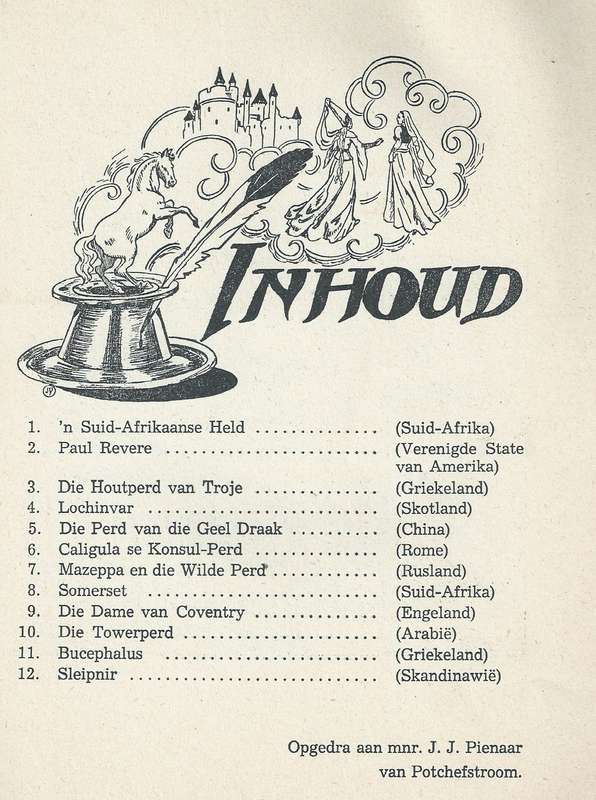 INHOUD
1. 'n Suid-Afrikaanse Held .............. (Suid-Afrika)
2. Paul Revere ........................ (Verenigde State
van Amerika)
3. Die Houtperd van Troje .............. (Griekeland)
4. Lochinvar .......................... (Skotland)
5. Die Perd van die Geel Draak .......... (China)
6. Caligula se Konsul-Perd .............. (Rome)
7. Mazeppa en die Wilde Perd ............ (Rusland)
8. Somerset .......................... (Suid-Afrika)
9. Die Dame van Coventry .............. (Engeland)
10. Die Towerperd ...................... (Arabië)
11. Bucephalus ........................ (Griekeland)
12. Sleipnir ............................ (Skandinawië)
Opgedra aan mnr. J. J. Pienaar
van Potchefstroom.